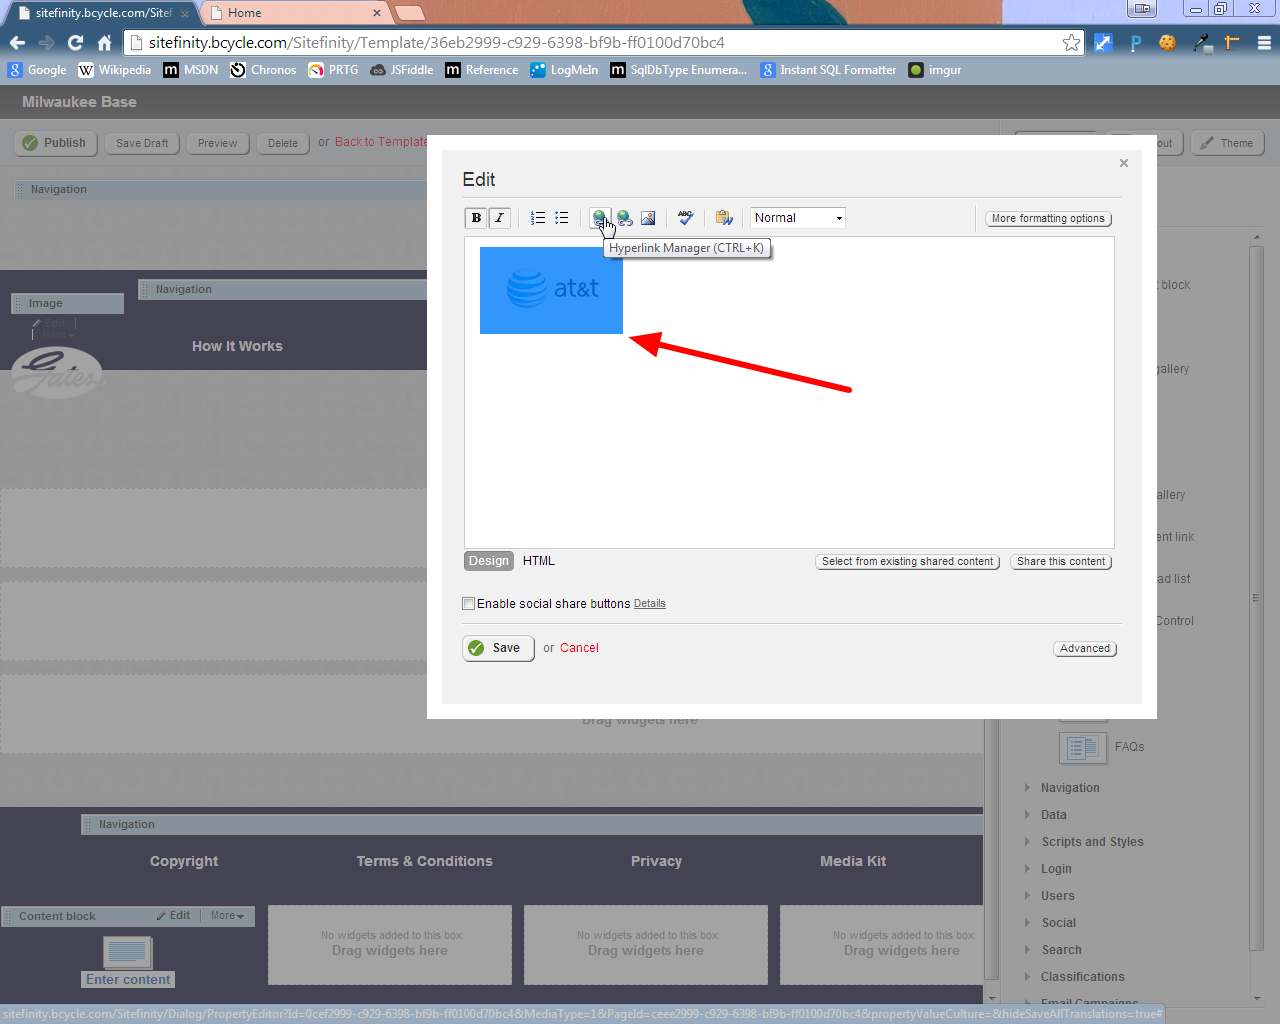 sitefinity.bcycle.com/Sitef
Home
sitefinity.bcycle.com/Sitefinity/Template/36eb2999-c929-6398-bf9b-ff0100d70bc4
Google
Wikipedia
MSDN
Chronos
PRTG
JSFiddle
Reference
LogMeIn
SqlDbType Enumera...
Instant SQL Formatter
imgur
Milwaukee Base
Publish
Save Draft
Preview
Delete
or Back to Template
out
Theme
Navigation
Edit
B
I
ABC
Normal
More formatting options
Hyperlink Manager (CTRL+K)
at&t
Navigation
Image
Edit
More
How It Works
Gates
t block
gallery
allery
ent link
ad list
Control
Design
HTML
Select from existing shared content
Share this content
Enable social share buttons Details
Save
or Cancel
Advanced
Drag widgets here
FAQs
Navigation
Data
Scripts and Styles
Login
Users
Social
Search
Classifications
Email Campaigns
Navigation
Copyright
Terms & Conditions
Privacy
Media Kit
Content block
Edit
More
Enter content
No widgets added to this box
Drag widgets here
No widgets added to this box
Drag widgets here
No widgets added to this box
Drag widgets here
sitefinity.bcycle.com/Sitefinity/Dialog/PropertyEditor?Id=0cef2999-c929-6398-bf9b-ff0100d70bc4&MediaType=1&PageId=ceee2999-c929-6398-bf9b-ff0100d70bc4&propertyValueCulture=&hideSaveAllTranslations=true#